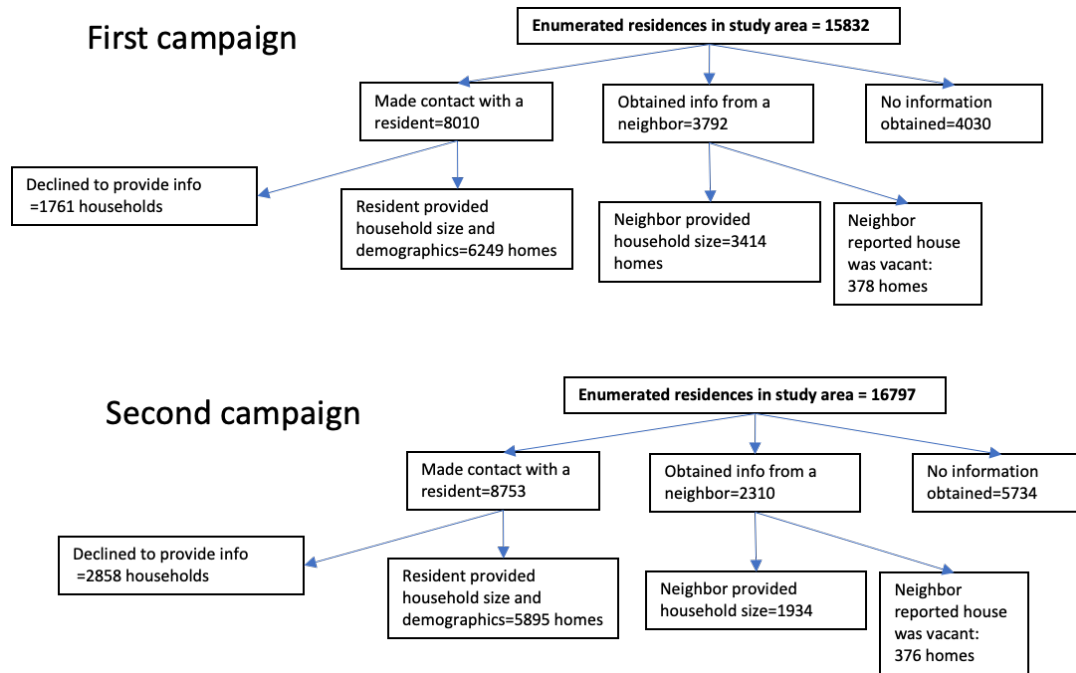 First campaign
Enumerated residences in study area = 15832
Made contact with a
resident=8010
Obtained info from a
neighbor=3792
No information
obtained=4030
Declined to provide info
=1761 households
Resident provided
household size and
demographics=6249 homes
Neighbor provided
household size=3414
homes
Neighbor
reported house
was vacant:
378 homes
Second campaign
Enumerated residences in study area = 16797
Made contact with a
resident=8753
Obtained info from a
neighbor=2310
No information
obtained=5734
Declined to provide info
=2858 households
Resident provided
household size and
demographics=5895 homes
Neighbor provided
household size=1934
Neighbor
reported house
was vacant:
376 homes